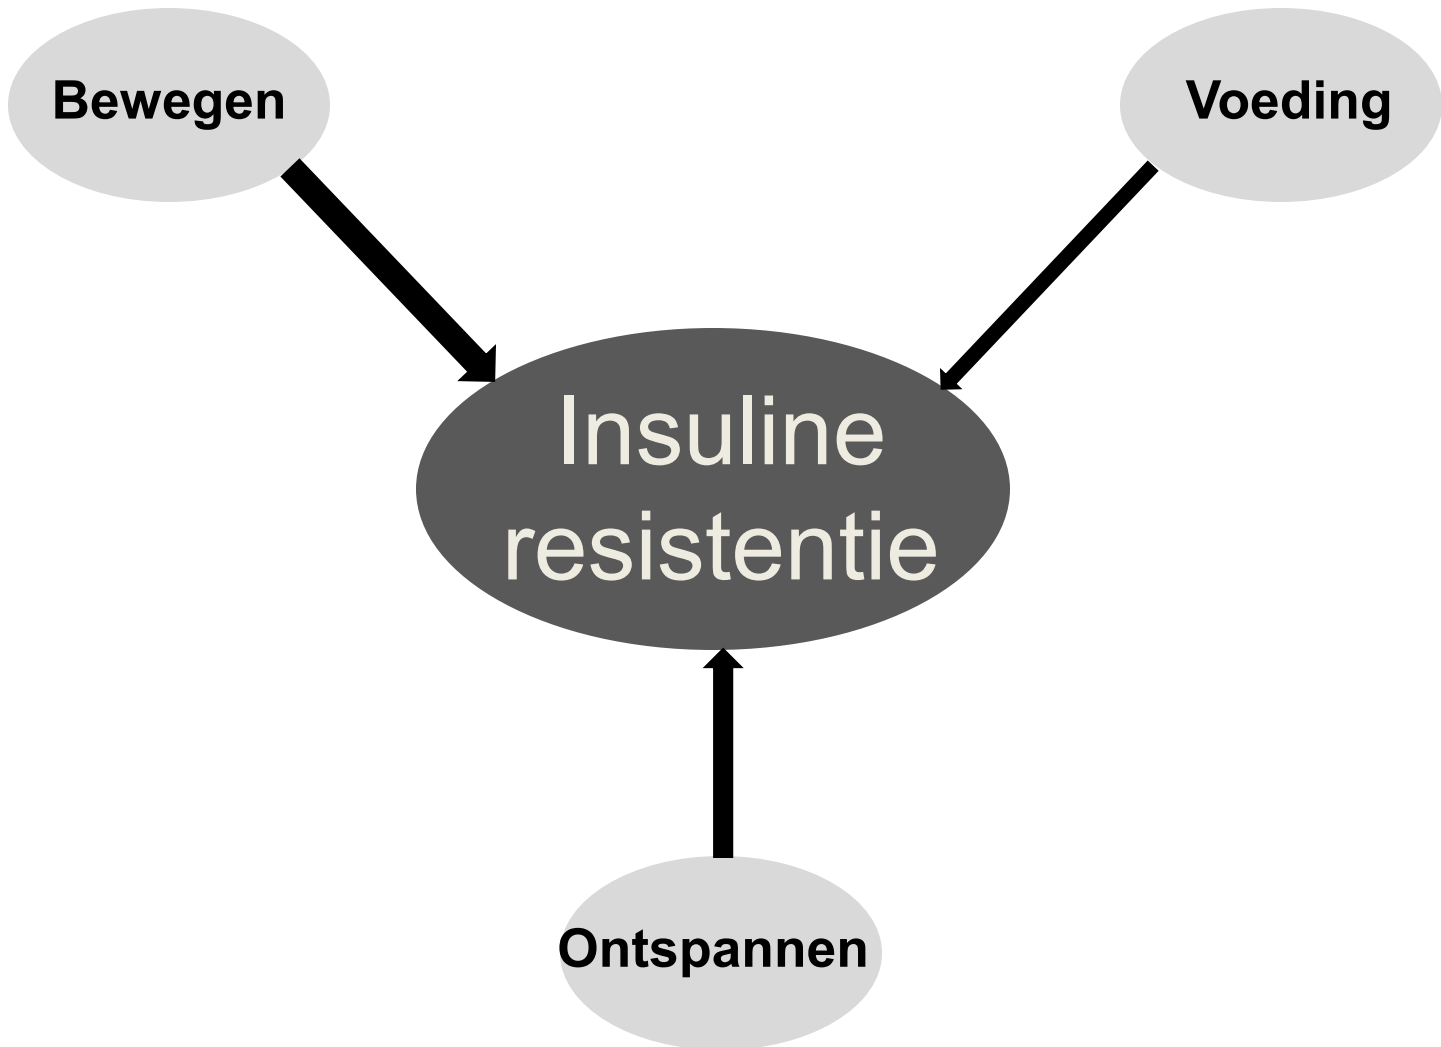 Bewegen
Voeding
Insuline
resistentie
Ontspannen